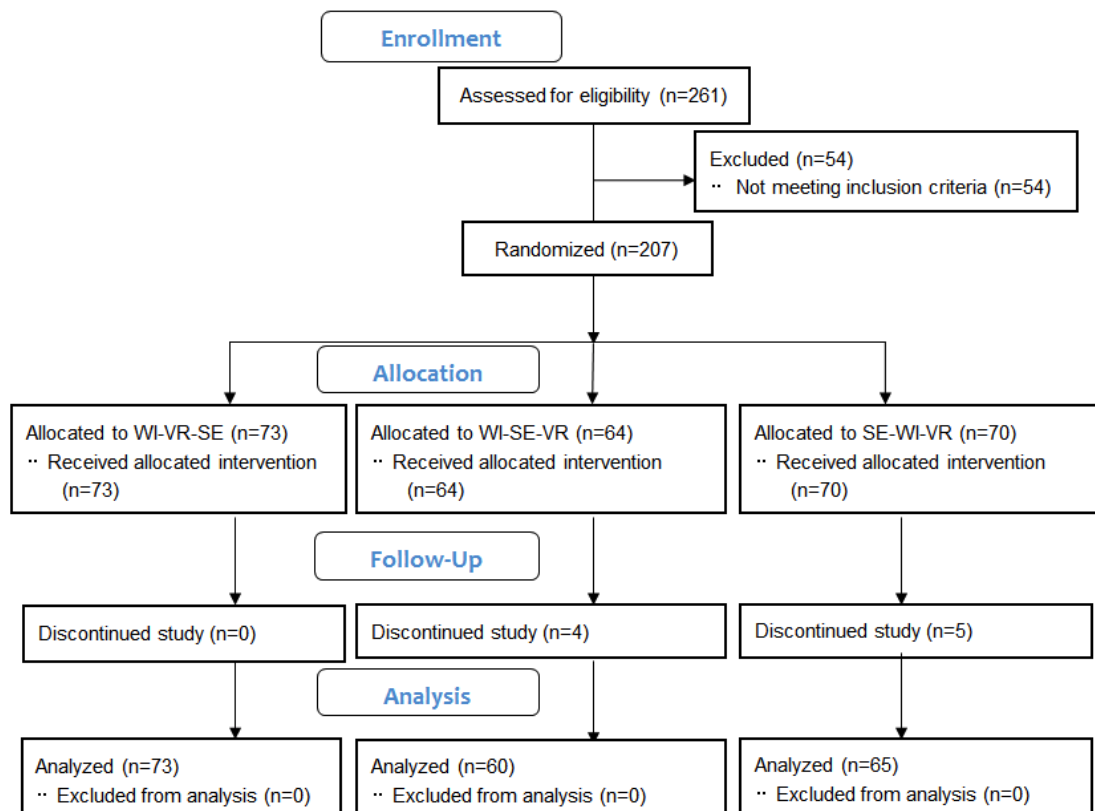 Enrollment
Assessed for eligibility (n=261)
Excluded (n=54)
·· Not meeting inclusion criteria (n=54)
Randomized (n=207)
Allocation
Allocated to WI-VR-SE (n=73)
·· Received allocated intervention
(n=73)
Allocated to WI-SE-VR (n=64)
·· Received allocated intervention
(n=64)
Allocated to SE-WI-VR (n=70)
·· Received allocated intervention
(n=70)
Follow-Up
Discontinued study (n=0)
Discontinued study (n=4)
Discontinued study (n=5)
Analysis
Analyzed (n=73)
·· Excluded from analysis (n=0)
Analyzed (n=60)
·· Excluded from analysis (n=0)
Analyzed (n=65)
·· Excluded from analysis (n=0)